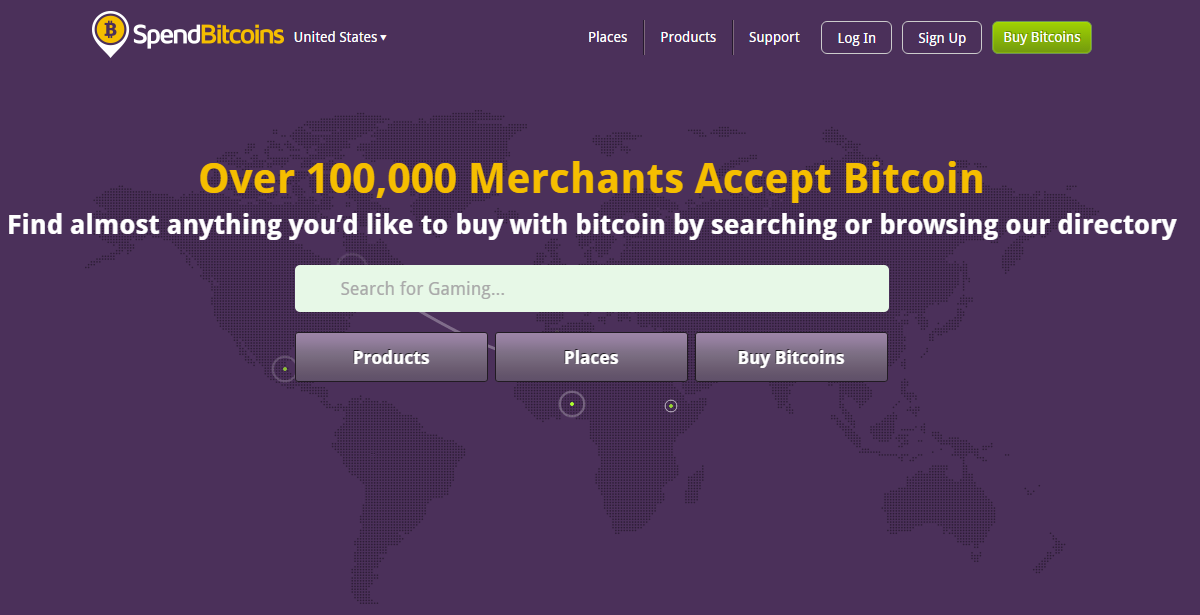 SpendBitcoins United States ▾ Places Products Support Log In Sign Up Buy Bitcoins
Over 100,000 Merchants Accept Bitcoin
Find almost anything you’d like to buy with bitcoin by searching or browsing our directory
Search for Gaming...
Products Places Buy Bitcoins